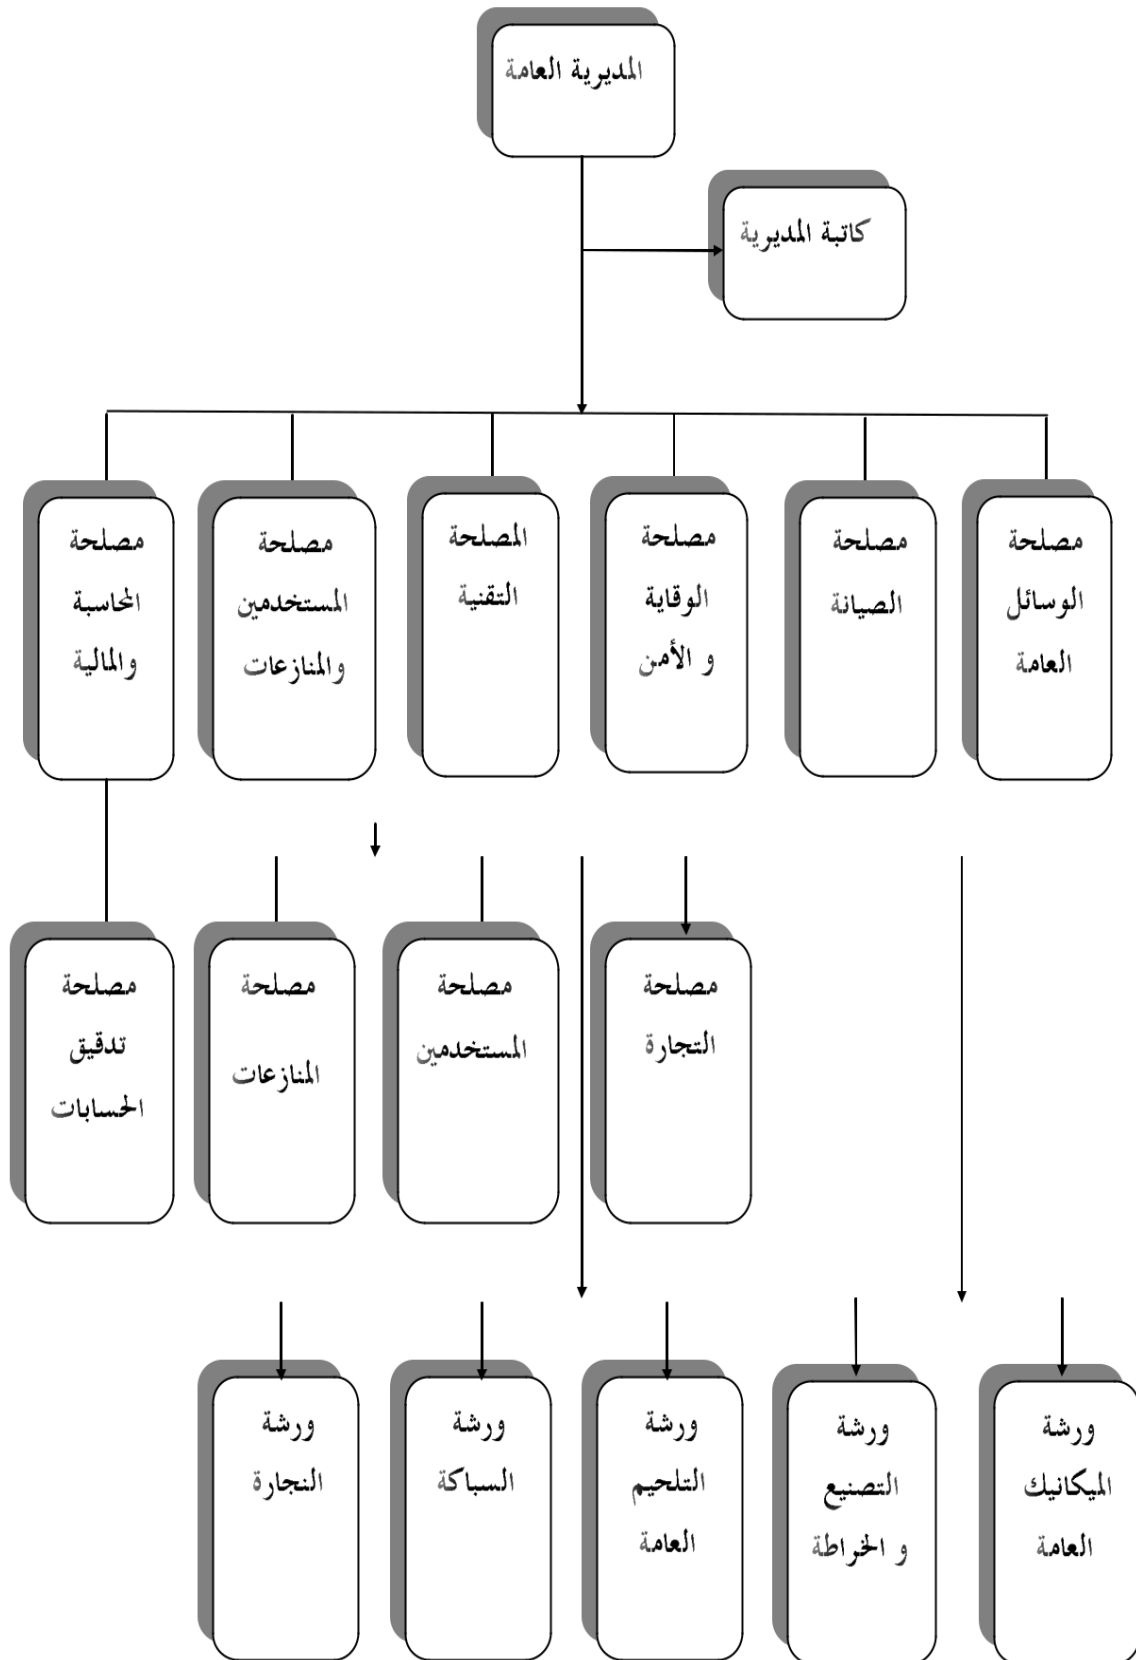 المديرية العامة
كاتبة المديرية
مصلحة
الوسائل
العامة
مصلحة
الصيانة
مصلحة
الوقاية
و الأمن
المصلحة
التقنية
مصلحة
المستخدمين
والمنازعات
مصلحة
المحاسبة
والمالية
مصلحة
التجارة
مصلحة
المستخدمين
مصلحة
المنازعات
مصلحة
تدقيق
الحسابات
ورشة
الميكانيك
العامة
ورشة
التصنيع
و الخراطة
ورشة
التلحيم
العامة
ورشة
السباكة
ورشة
النجارة